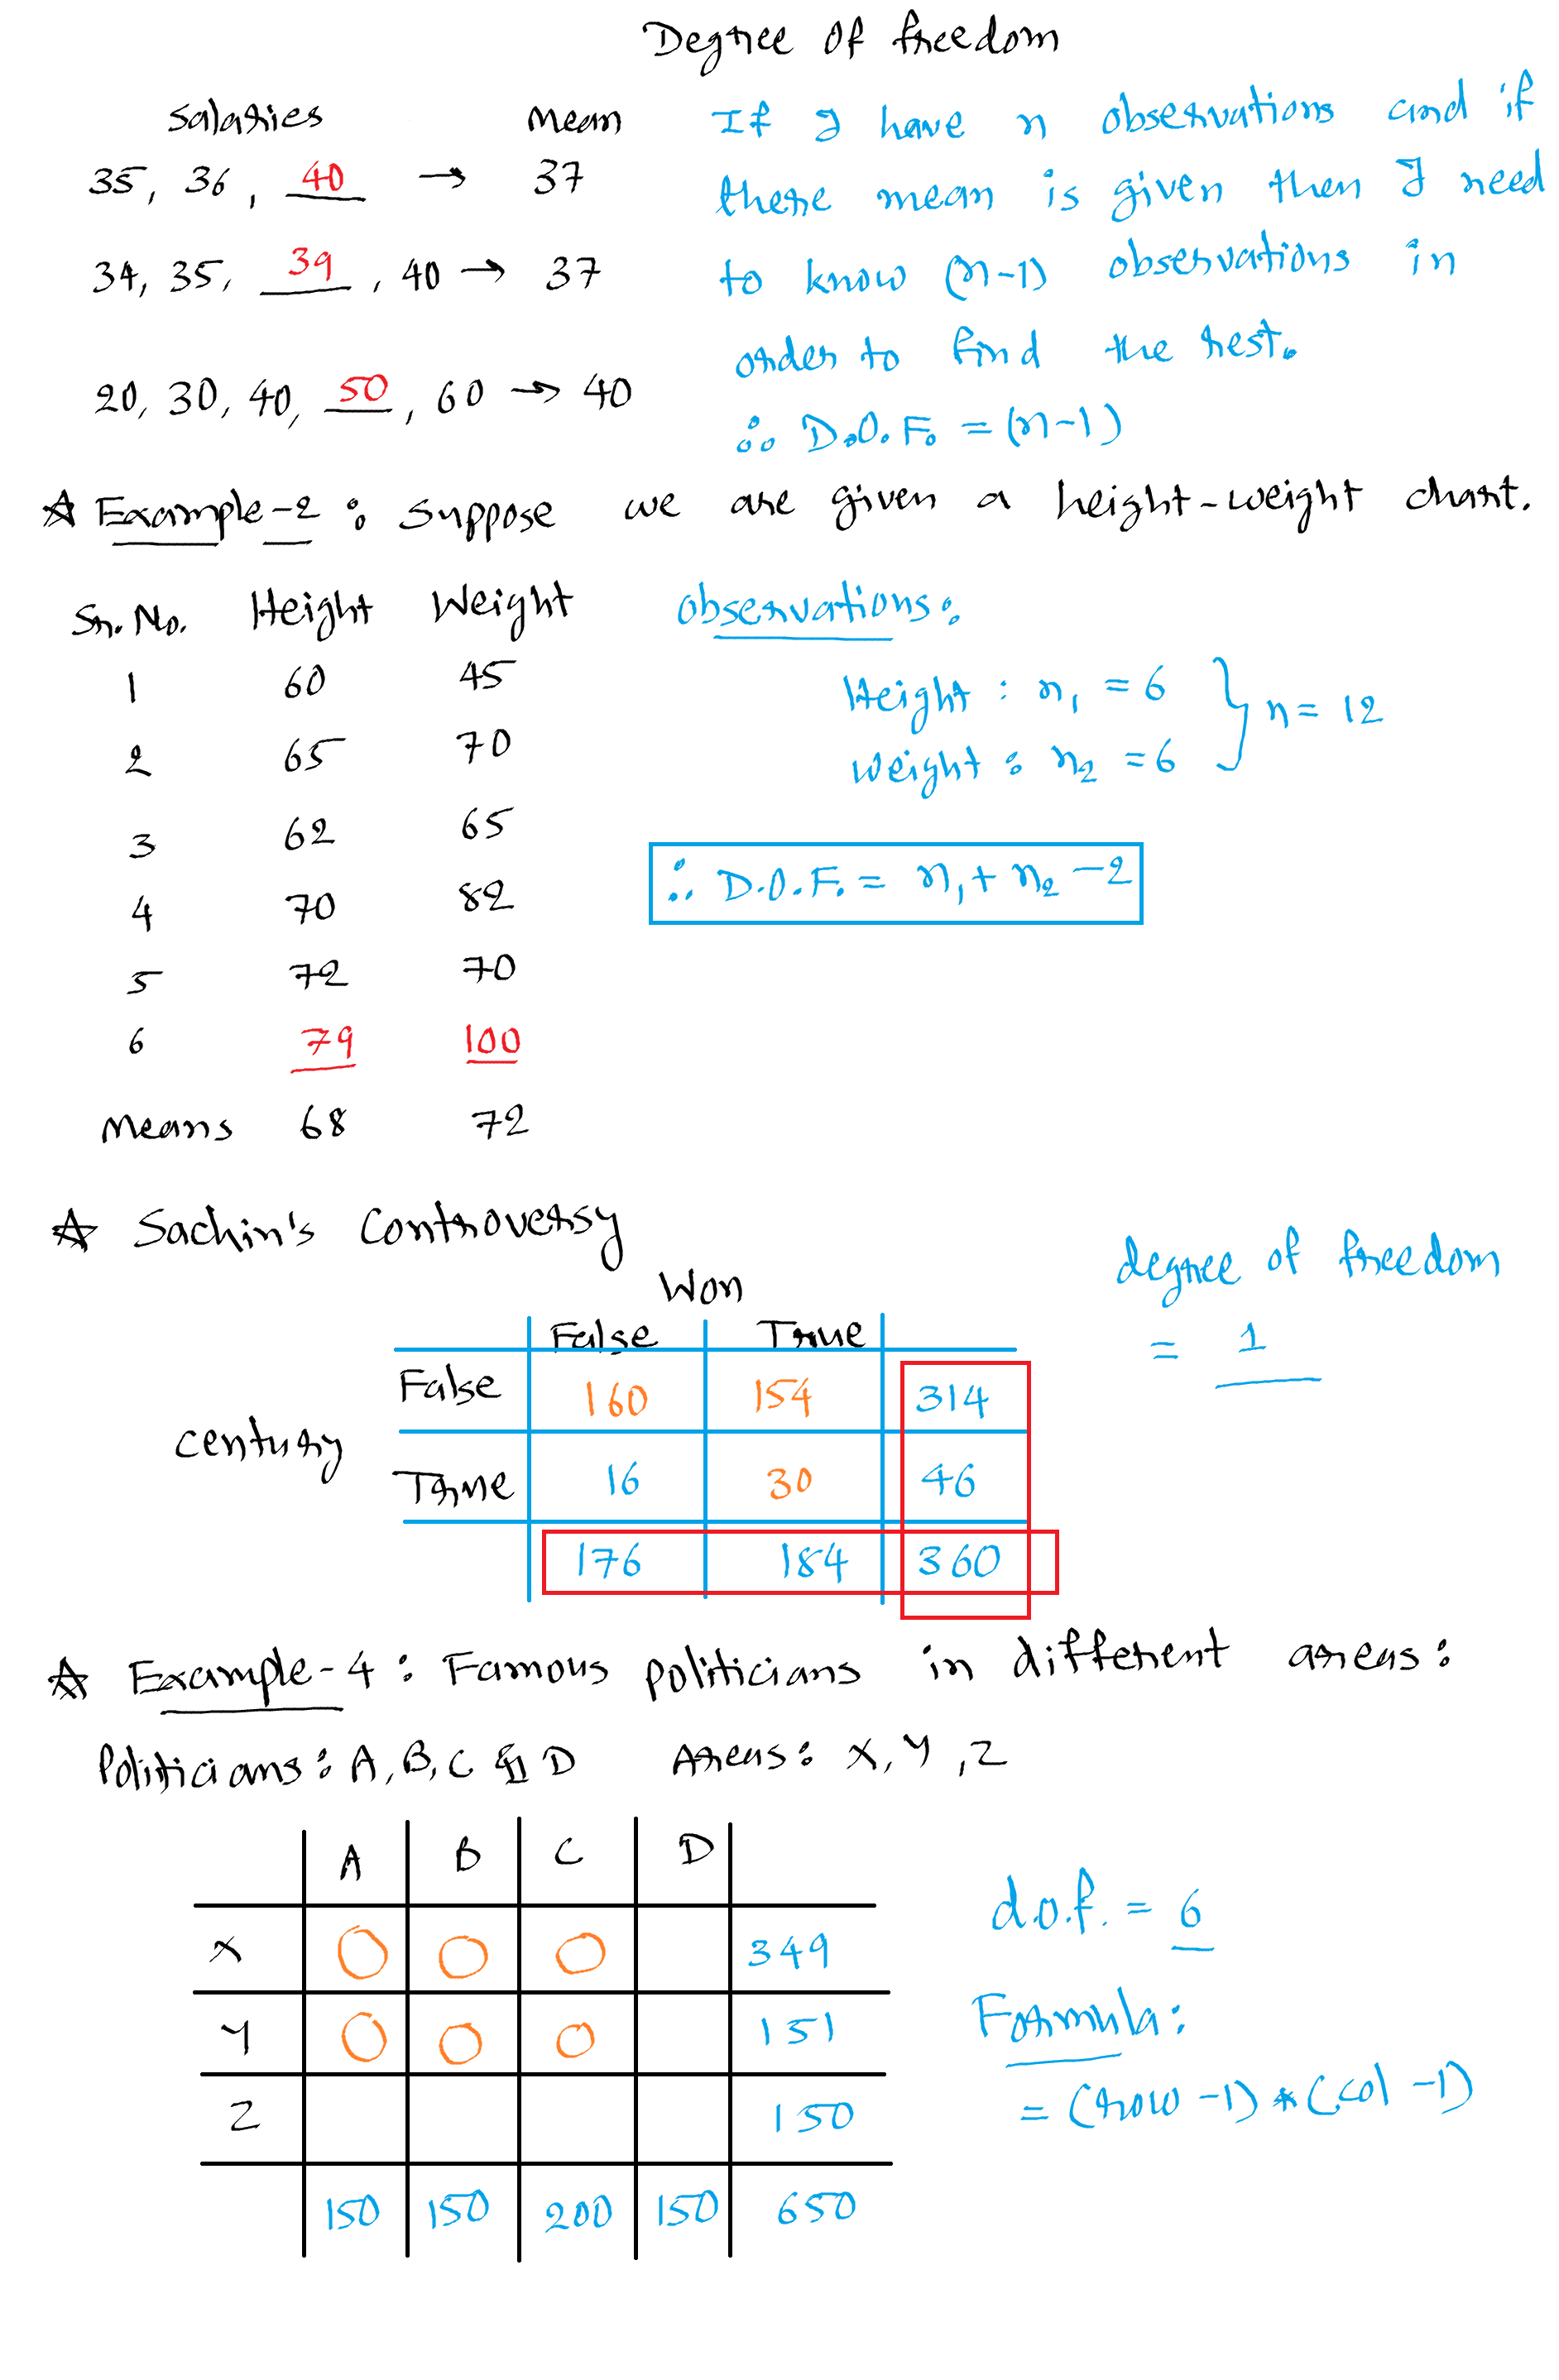 Degree of freedom
Salaries Mean
35, 36, 40 → 37
34, 35, 39, 40 → 37
20, 30, 40, 50, 60 → 40
If I have n observations and if
there mean is given then I need
to know (n-1) observations in
order to find the rest.
∴ D.O.F. = (n-1)
☆ Example-2 : Suppose we are given a height-weight chart.
Sr. No. Height Weight
1 60 45
2 65 70
3 62 65
4 70 82
5 72 70
6 79 100
Means 68 72
Observations:
Height : n₁ = 6
Weight : n₂ = 6
} n = 12
∴ D.O.F. = n₁ + n₂ - 2
☆ Sachin's Controversy
Won
False True
False 160 154 314
Century
True 16 30 46
176 184 360
degree of freedom
= 1
☆ Example-4 : Famous politicians in different areas :
Politicians : A, B, C & D Areas : X, Y, Z
A B C D
X O O O 349
Y O O O 151
Z 150
150 150 200 150 650
d.o.f. = 6
Formula:
= (row -1) * (col -1)